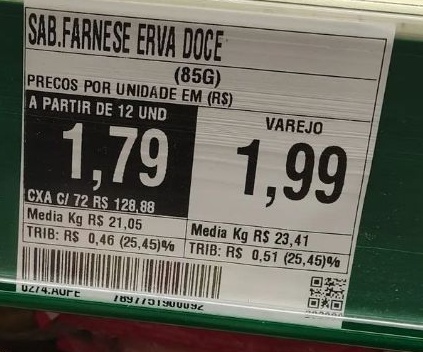 SAB.FARNESE ERVA DOCE
(85G)
PRECOS POR UNIDADE EM (R$)
A PARTIR DE 12 UND
1,79
CXA C/ 72 R$ 128,88
Media Kg R$ 21,05
TRIB: R$ 0,46 (25,45)%
VAREJO
1,99
Media Kg R$ 23,41
TRIB: R$ 0,51 (25,45)%
7897751900092